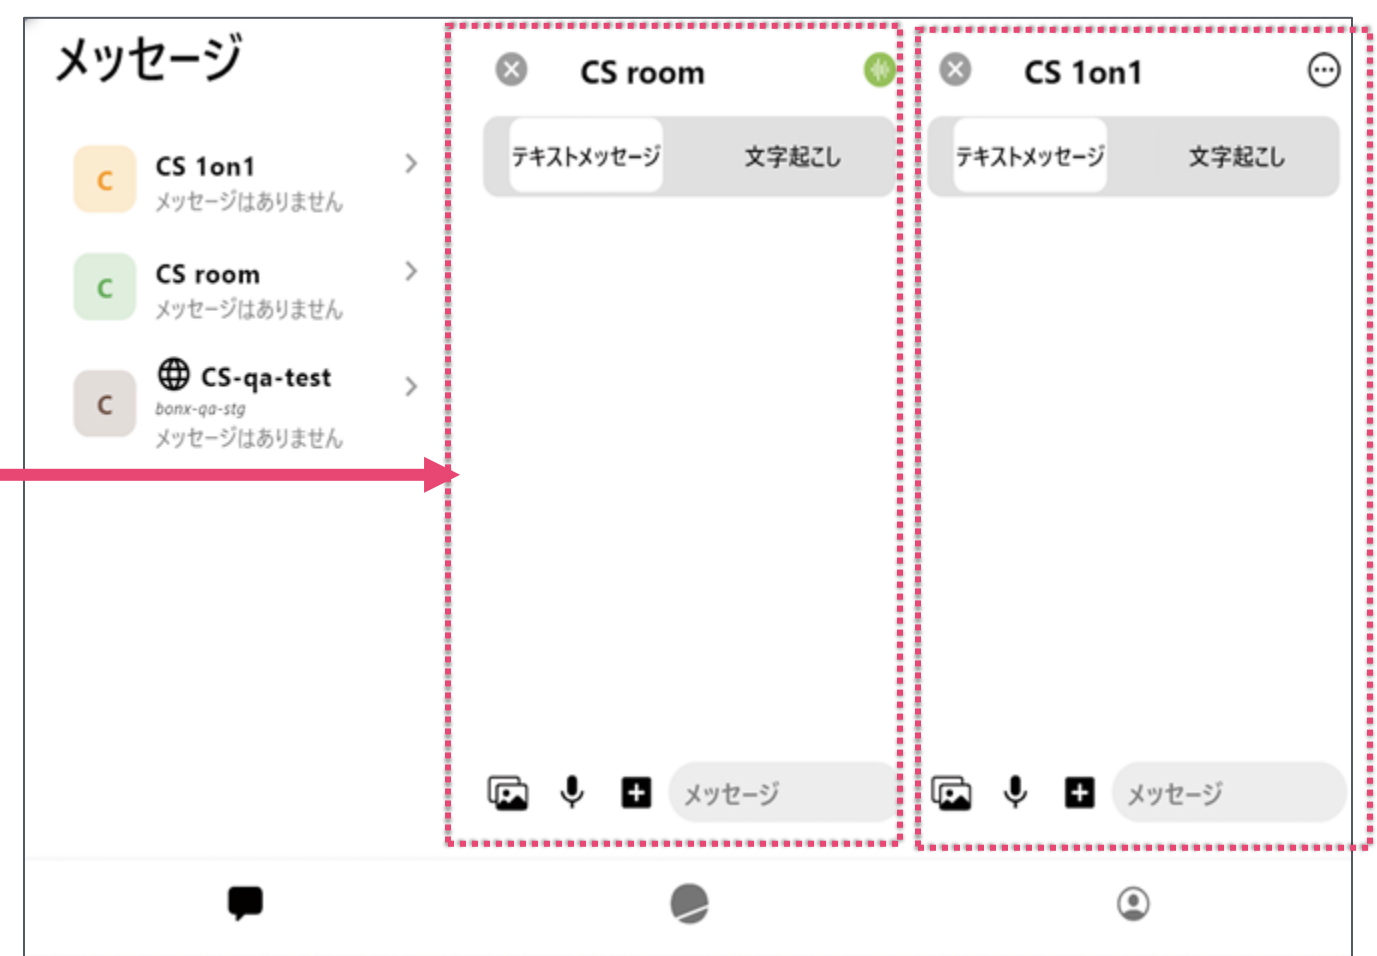 メッセージ
C
CS 1on1
メッセージはありません
C
CS room
メッセージはありません
C
CS-qa-test
bonx-qa-stg
メッセージはありません
CS room
テキストメッセージ
文字起こし
メッセージ
CS 1on1
テキストメッセージ
文字起こし
メッセージ